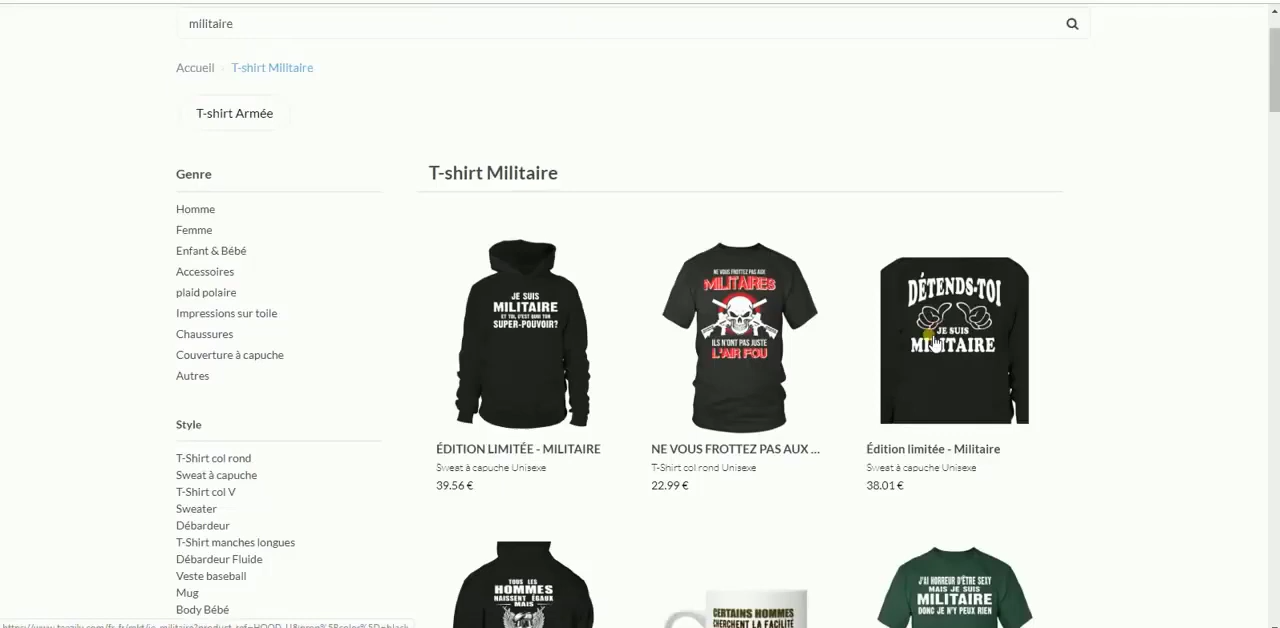 militaire
Accueil
T-shirt Militaire
T-shirt Armée
Genre
Homme
Femme
Enfant & Bébé
Accessoires
plaid polaire
Impressions sur toile
Chaussures
Couverture à capuche
Autres
Style
T-Shirt col rond
Sweat à capuche
T-Shirt col V
Sweater
Débardeur
T-Shirt manches longues
Débardeur Fluide
Veste baseball
Mug
Body Bébé
T-shirt Militaire
JE SUIS
MILITAIRE
ET TOI, C'EST QUOI TON
SUPER-POUVOIR?
ÉDITION LIMITÉE - MILITAIRE
Sweat à capuche Unisexe
39.56 €
NE VOUS FROTTEZ PAS AUX
MILITAIRES
ILS N'ONT PAS JUSTE
L'AIR FOU
NE VOUS FROTTEZ PAS AUX ...
T-Shirt col rond Unisexe
22.99 €
DÉTENDS-TOI
JE SUIS
MILITAIRE
Édition limitée - Militaire
Sweat à capuche Unisexe
38.01 €
TOUS LES
HOMMES
NAISSENT ÉGAUX
MAIS
CERTAINS HOMMES
CHERCHENT LA FACILITÉ
J'AI HORREUR D'ÊTRE SEXY
MAIS JE SUIS
MILITAIRE
DONC JE N'Y PEUX RIEN